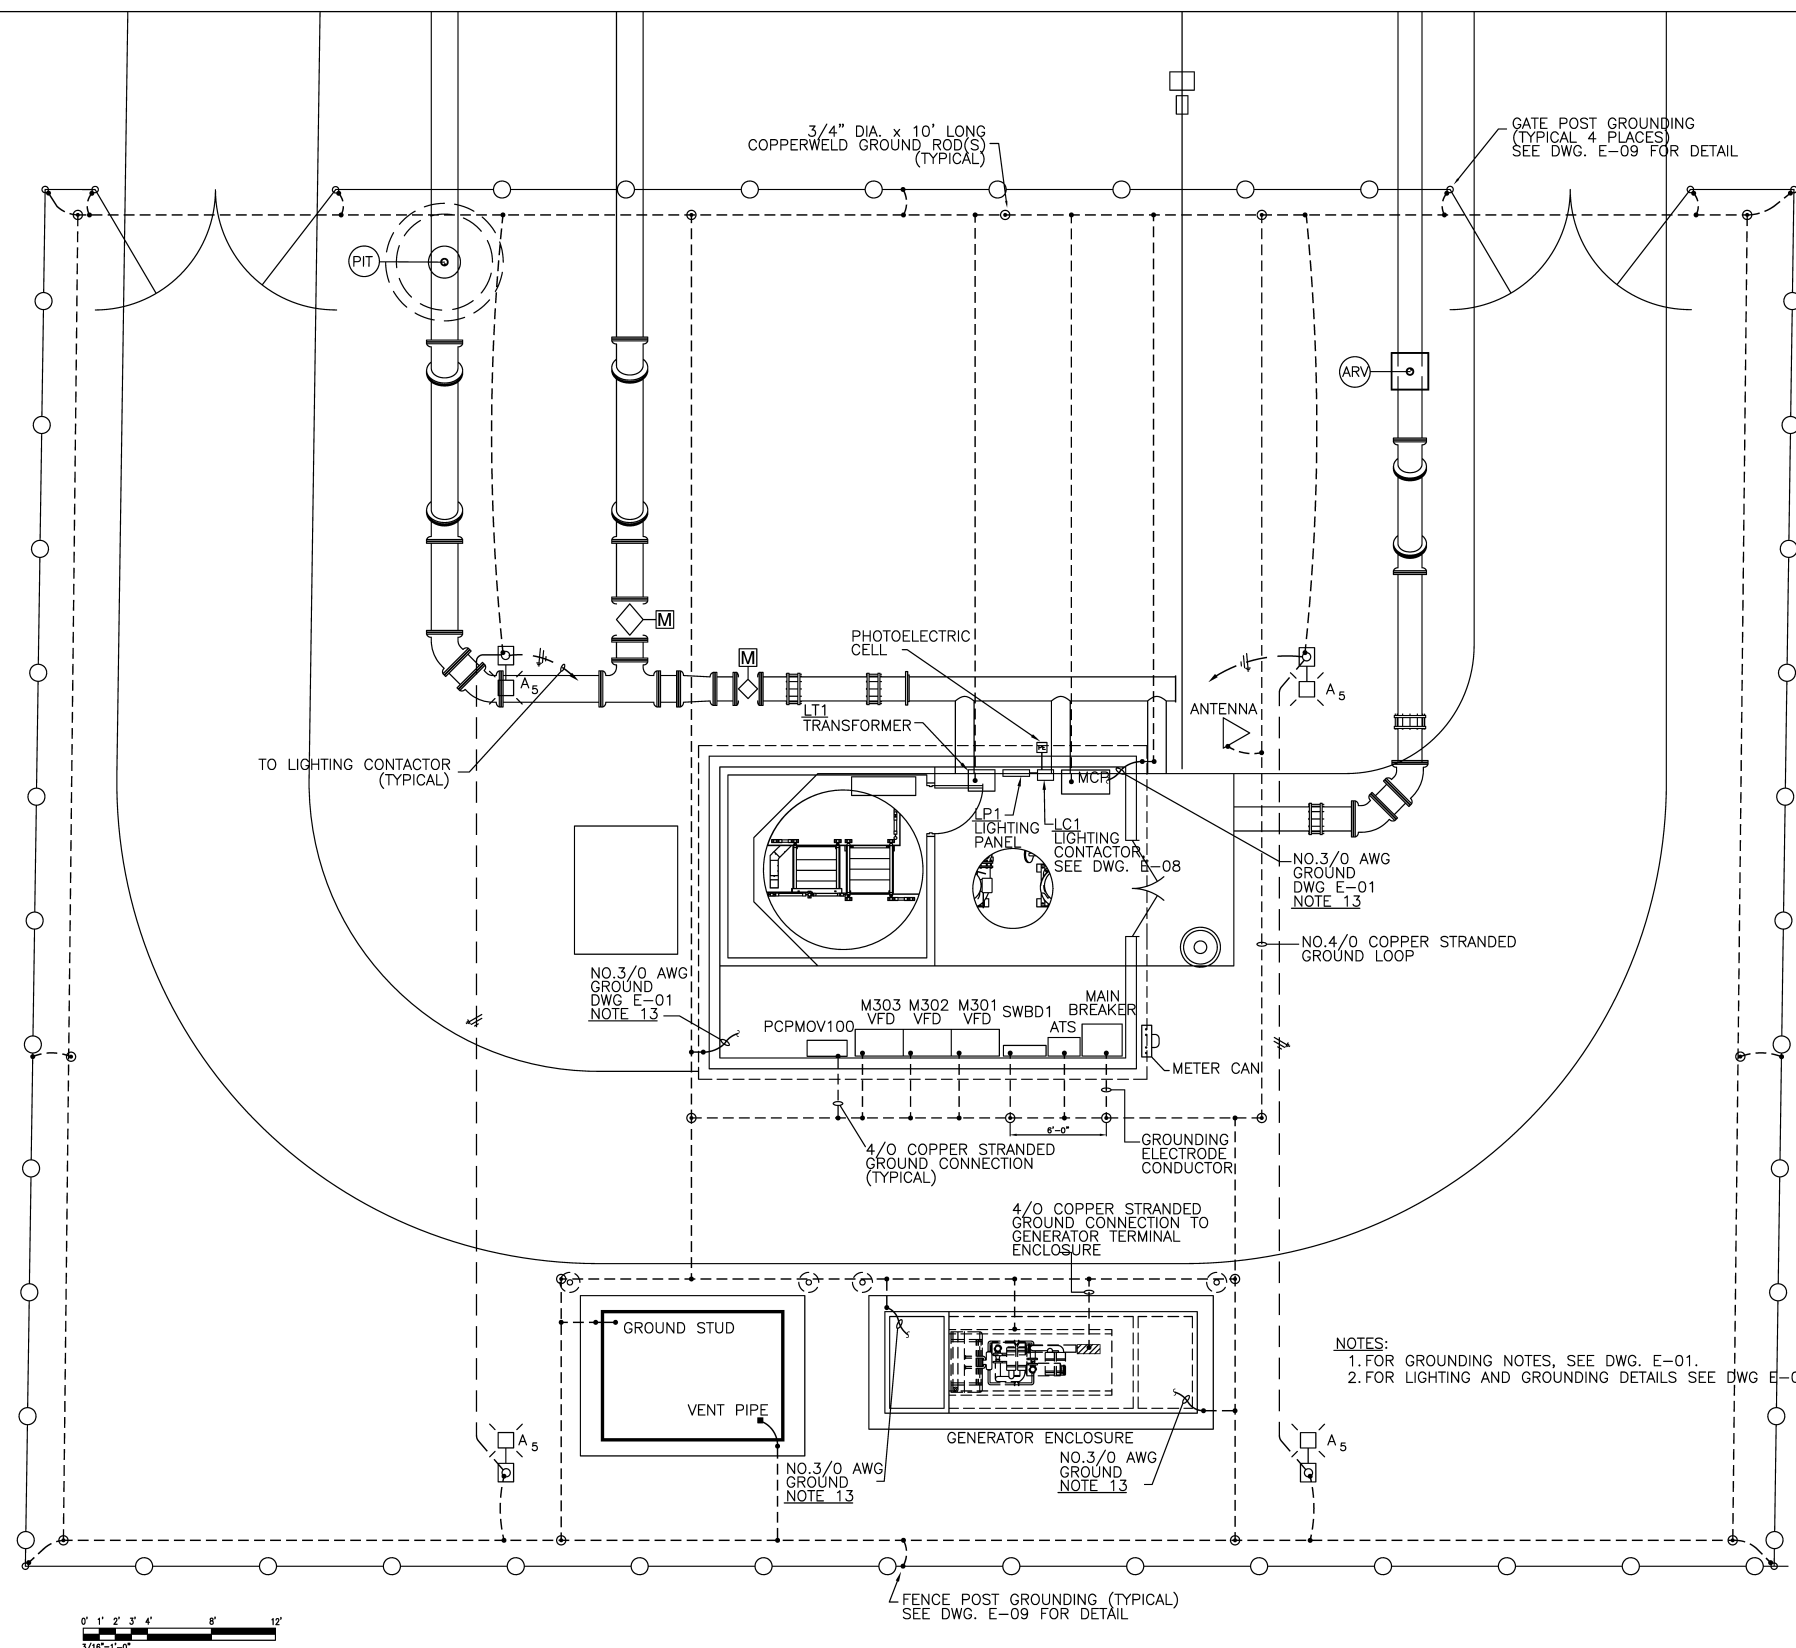 3/4" DIA. x 10' LONG
COPPERWELD GROUND ROD(S)
(TYPICAL)
GATE POST GROUNDING
(TYPICAL 4 PLACES)
SEE DWG. E-09 FOR DETAIL
PIT
ARV
M
M
PHOTOELECTRIC
CELL
A5
A5
ANTENNA
LT1
TRANSFORMER
PE
TO LIGHTING CONTACTOR
(TYPICAL)
MCP
LP1
LIGHTING
PANEL
LC1
LIGHTING
CONTACTOR
SEE DWG. E-08
NO.3/0 AWG
GROUND
DWG E-01
NOTE 13
NO.4/0 COPPER STRANDED
GROUND LOOP
NO.3/0 AWG
GROUND
DWG E-01
NOTE 13
PCPMOV100
M303
VFD
M302
VFD
M301
VFD
SWBD1
ATS
MAIN
BREAKER
METER CAN
6'-0"
4/0 COPPER STRANDED
GROUND CONNECTION
(TYPICAL)
GROUNDING
ELECTRODE
CONDUCTOR
4/0 COPPER STRANDED
GROUND CONNECTION TO
GENERATOR TERMINAL
ENCLOSURE
GROUND STUD
VENT PIPE
NOTES:
1. FOR GROUNDING NOTES, SEE DWG. E-01.
2. FOR LIGHTING AND GROUNDING DETAILS SEE DWG
GENERATOR ENCLOSURE
A5
A5
NO.3/0 AWG
GROUND
NOTE 13
NO.3/0 AWG
GROUND
NOTE 13
FENCE POST GROUNDING (TYPICAL)
SEE DWG. E-09 FOR DETAIL
0' 1' 2' 3' 4' 8' 12'
3/16"=1'-0"